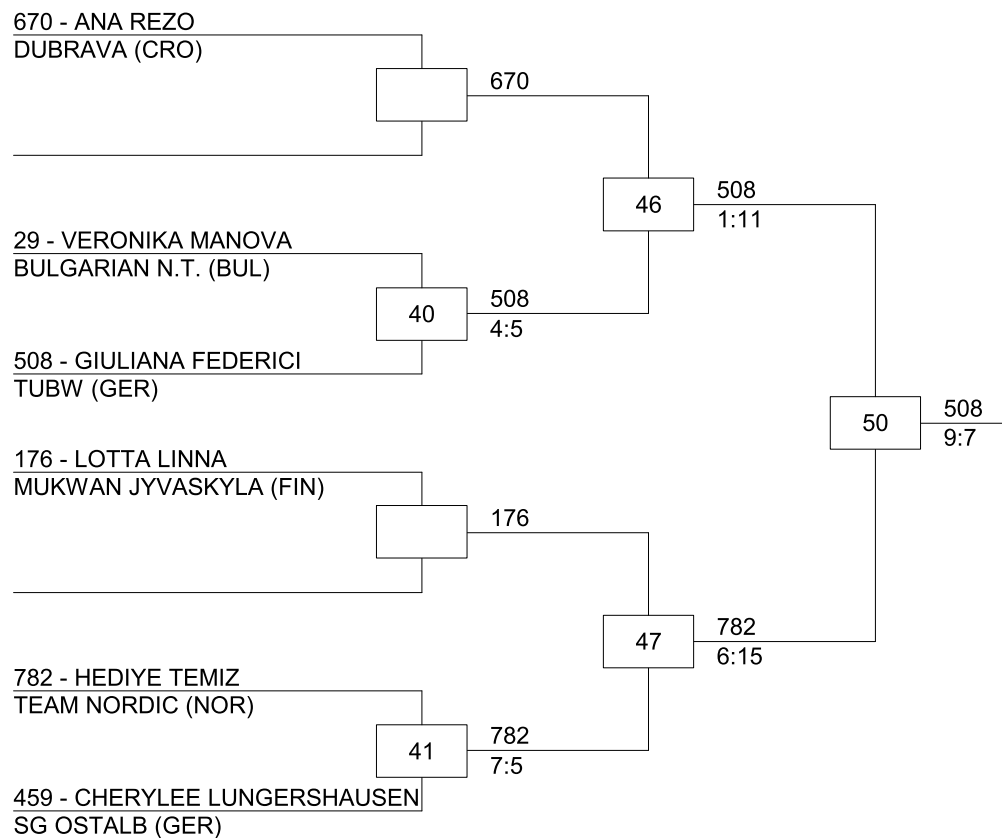 670 - ANA REZO
DUBRAVA (CRO)
670
46
508
1:11
29 - VERONIKA MANOVA
BULGARIAN N.T. (BUL)
40
508
4:5
508 - GIULIANA FEDERICI
TUBW (GER)
50
508
9:7
176 - LOTTA LINNA
MUKWAN JYVASKYLA (FIN)
176
47
782
6:15
782 - HEDIYE TEMIZ
TEAM NORDIC (NOR)
41
782
7:5
459 - CHERYLEE LUNGERSHAUSEN
SG OSTALB (GER)